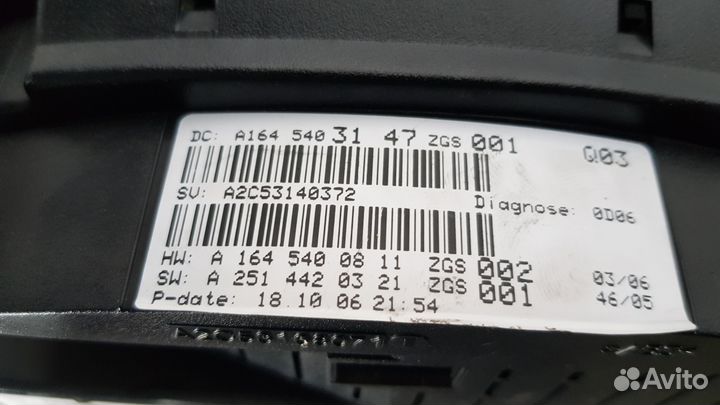 DC: A164 540 31 47 ZGS 001 Q03
SV: A2C53140372 Diagnose: 0D06
HW: A 164 540 08 11 ZGS 002 03/06
SW: A 251 442 03 21 ZGS 001 46/05
P-date: 18.10.06 21:54
Avito